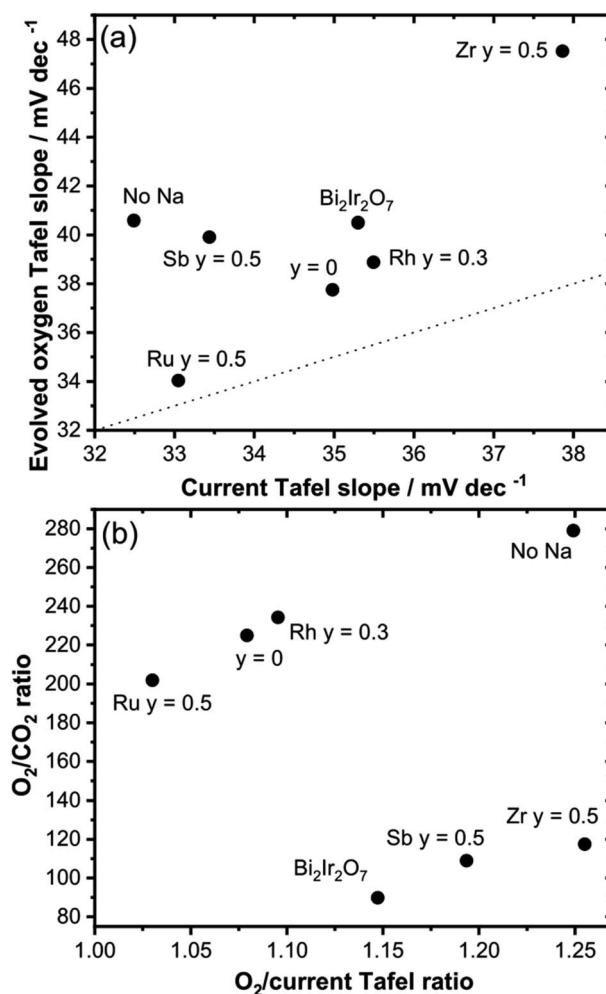 (a)
Evolved oxygen Tafel slope / mV dec⁻¹
48
46
44
42
40
38
36
34
32
Zr y = 0.5
No Na
Bi₂Ir₂O₇
Sb y = 0.5
y = 0
Rh y = 0.3
Ru y = 0.5
32 33 34 35 36 37 38
Current Tafel slope / mV dec ⁻¹
(b)
O₂/CO₂ ratio
280
260
240
220
200
180
160
140
120
100
80
No Na
Rh y = 0.3
y = 0
Ru y = 0.5
Zr y = 0.5
Sb y = 0.5
Bi₂Ir₂O₇
1.00 1.05 1.10 1.15 1.20 1.25
O₂/current Tafel ratio